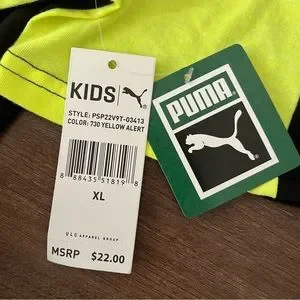 KIDS
STYLE: PSP22V9T-03413
COLOR: 730 YELLOW ALERT
8 88435 51819 8
XL
ULC APPAREL GROUP
MSRP $22.00
PUMA